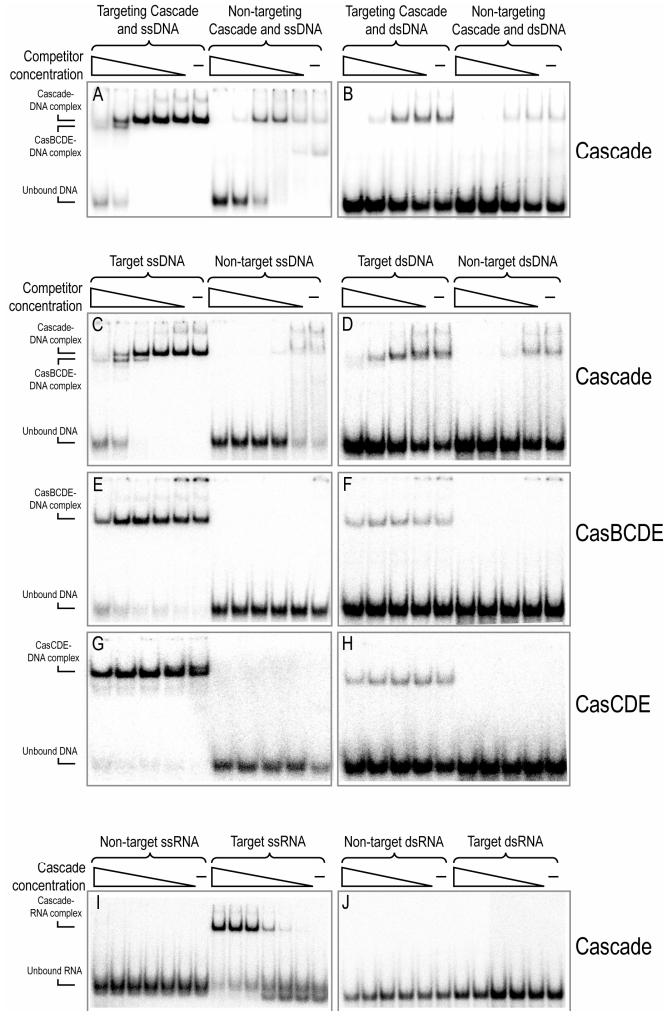 Targeting Cascade
and ssDNA
Non-targeting
Cascade and ssDNA
Targeting Cascade
and dsDNA
Non-targeting
Cascade and dsDNA
Competitor
concentration
–
–
–
–
Cascade-
DNA complex
CasBCDE-
DNA complex
Unbound DNA
A
B
Cascade
Target ssDNA
Non-target ssDNA
Target dsDNA
Non-target dsDNA
Competitor
concentration
–
–
–
–
Cascade-
DNA complex
CasBCDE-
DNA complex
Unbound DNA
C
D
Cascade
CasBCDE-
DNA complex
Unbound DNA
E
F
CasBCDE
CasCDE-
DNA complex
Unbound DNA
G
H
CasCDE
Non-target ssRNA
Target ssRNA
Non-target dsRNA
Target dsRNA
Cascade
concentration
–
–
–
–
Cascade-
RNA complex
Unbound RNA
I
J
Cascade